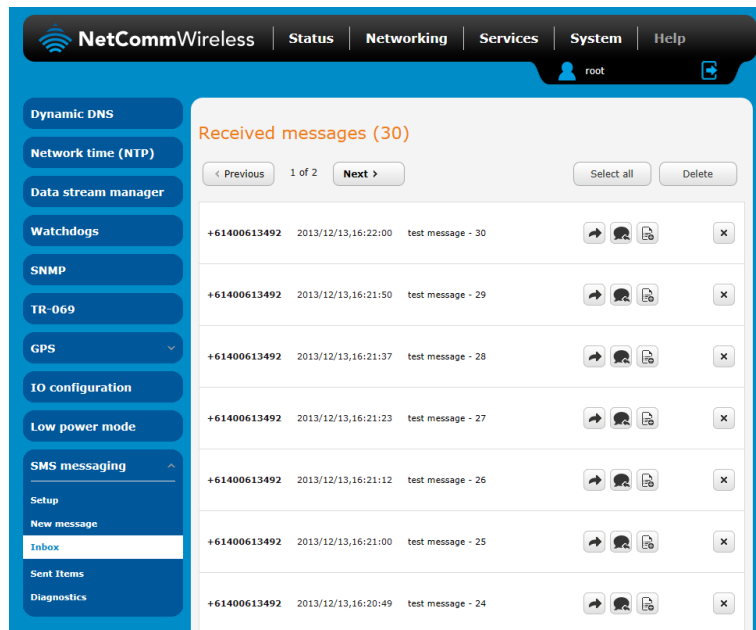 NetCommWireless Status Networking Services System Help
root
Dynamic DNS
Network time (NTP)
Data stream manager
Watchdogs
SNMP
TR-069
GPS
IO configuration
Low power mode
SMS messaging
Setup
New message
Inbox
Sent Items
Diagnostics
Received messages (30)
< Previous 1 of 2 Next > Select all Delete
+61400613492 2013/12/13,16:22:00 test message - 30
+61400613492 2013/12/13,16:21:50 test message - 29
+61400613492 2013/12/13,16:21:37 test message - 28
+61400613492 2013/12/13,16:21:23 test message - 27
+61400613492 2013/12/13,16:21:12 test message - 26
+61400613492 2013/12/13,16:21:00 test message - 25
+61400613492 2013/12/13,16:20:49 test message - 24